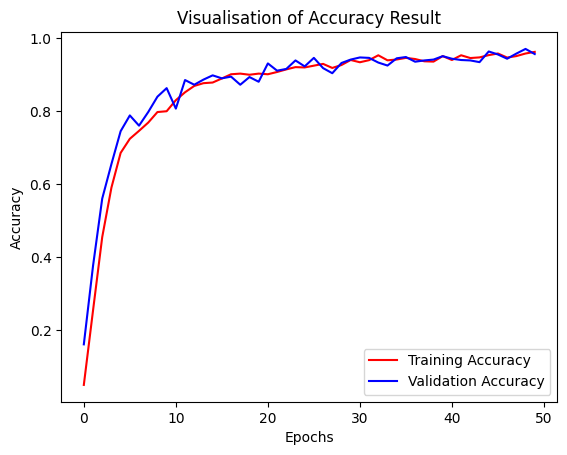 Visualisation of Accuracy Result
1.0
0.8
0.6
0.4
0.2
Accuracy
0
10
20
30
40
50
Epochs
Training Accuracy
Validation Accuracy